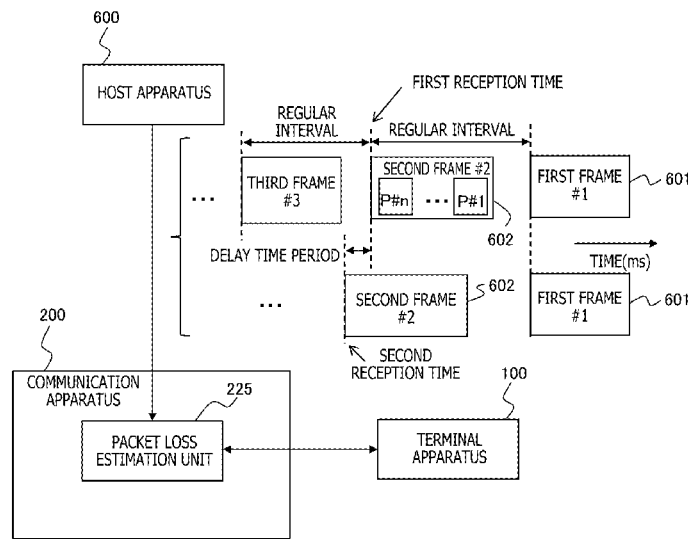 600
HOST APPARATUS
FIRST RECEPTION TIME
REGULAR
INTERVAL
REGULAR INTERVAL
...
THIRD FRAME
#3
SECOND FRAME #2
P#n
...
P#1
FIRST FRAME
#1
601
602
DELAY TIME PERIOD
TIME(ms)
...
SECOND FRAME
#2
602
FIRST FRAME
#1
601
SECOND
RECEPTION TIME
200
COMMUNICATION
APPARATUS
225
PACKET LOSS
ESTIMATION UNIT
100
TERMINAL
APPARATUS